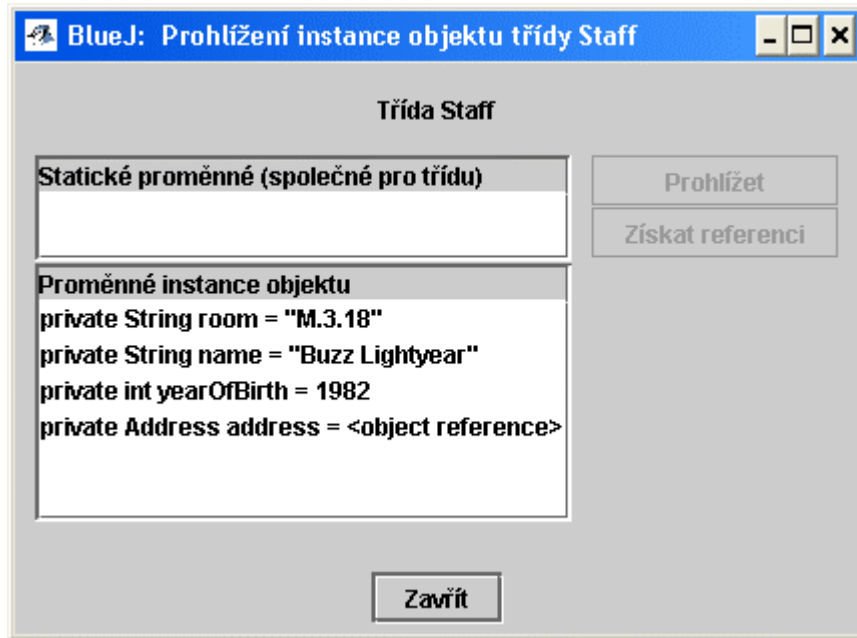 BlueJ: Prohlížení instance objektu třídy Staff
Třída Staff
Statické proměnné (společné pro třídu)
Prohlížet
Získat referenci
Proměnné instance objektu
private String room = "M.3.18"
private String name = "Buzz Lightyear"
private int yearOfBirth = 1982
private Address address = <object reference>
Zavřít